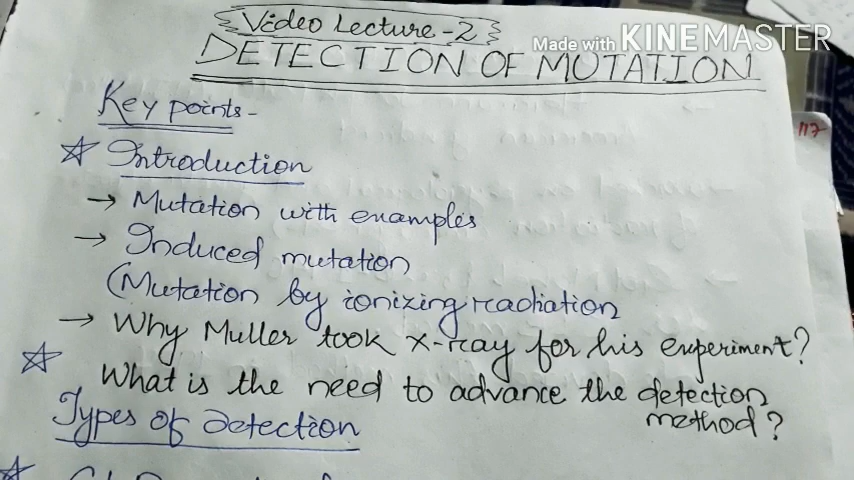 Video Lecture-2
Made with KINEMASTER
DETECTION OF MUTATION
Key points-
117
Introduction
→ Mutation with examples
→ Induced mutation
(Mutation by ionizing radiation
→ Why Muller took x-ray for his experiment?
What is the need to advance the detection
method?
Types of detection